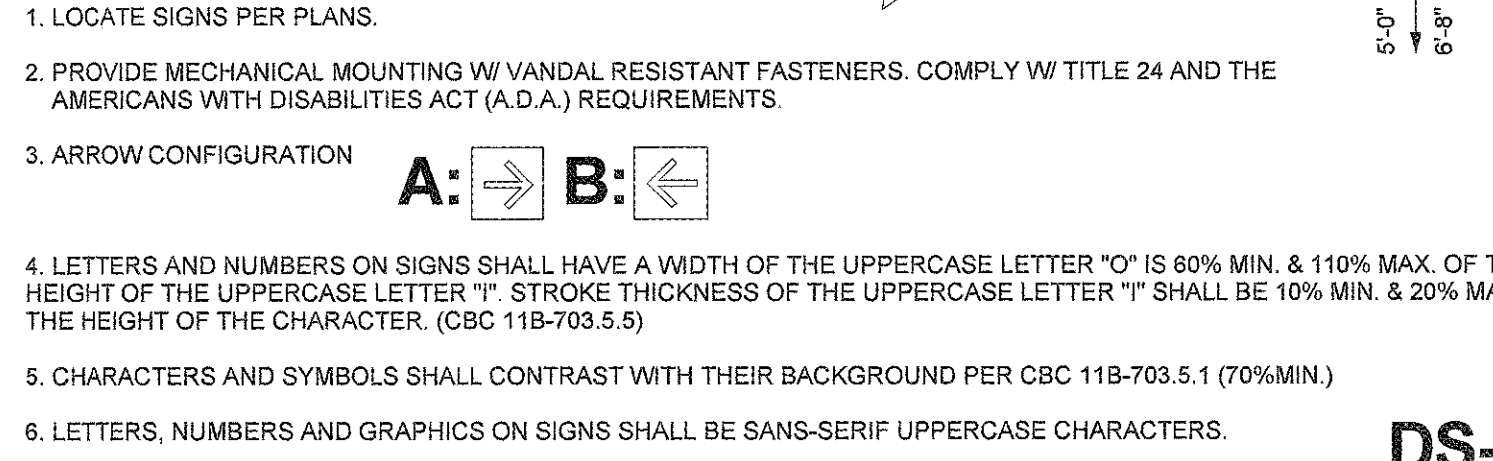 1. LOCATE SIGNS PER PLANS.
5'-0"
6'-8"
2. PROVIDE MECHANICAL MOUNTING W/ VANDAL RESISTANT FASTENERS. COMPLY W/ TITLE 24 AND THE
AMERICANS WITH DISABILITIES ACT (A.D.A.) REQUIREMENTS.
3. ARROW CONFIGURATION
A: → B: ←
4. LETTERS AND NUMBERS ON SIGNS SHALL HAVE A WIDTH OF THE UPPERCASE LETTER "O" IS 60% MIN. & 110% MAX. OF T
HEIGHT OF THE UPPERCASE LETTER "I". STROKE THICKNESS OF THE UPPERCASE LETTER "I" SHALL BE 10% MIN. & 20% MA
THE HEIGHT OF THE CHARACTER. (CBC 11B-703.5.5)
5. CHARACTERS AND SYMBOLS SHALL CONTRAST WITH THEIR BACKGROUND PER CBC 11B-703.5.1 (70%MIN.)
6. LETTERS, NUMBERS AND GRAPHICS ON SIGNS SHALL BE SANS-SERIF UPPERCASE CHARACTERS.
DS-